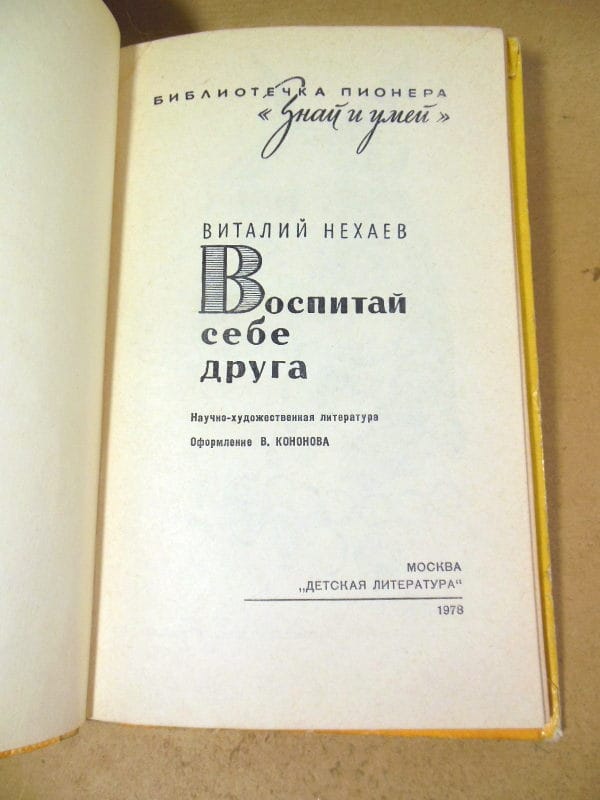 БИБЛИОТЕЧКА ПИОНЕРА
«Знай и умей»
ВИТАЛИЙ НЕХАЕВ
Воспитай
себе
друга
Научно-художественная литература
Оформление В. КОНОНОВА
МОСКВА
„ДЕТСКАЯ ЛИТЕРАТУРА“
1978